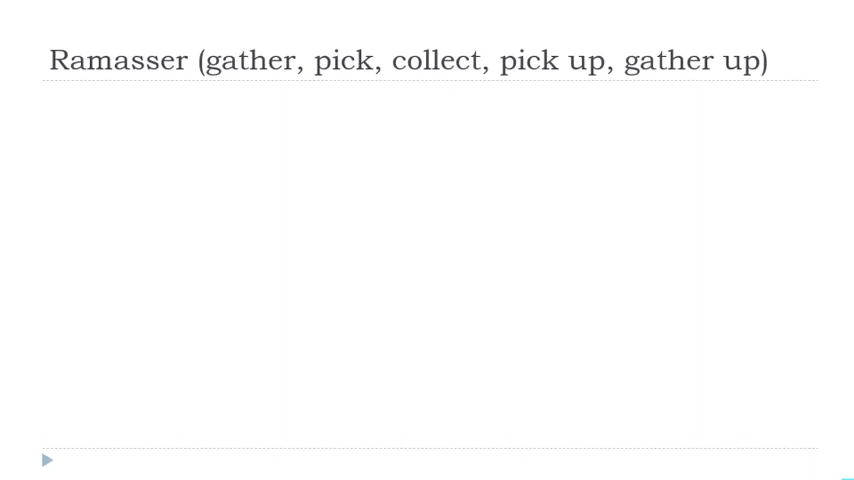 Ramasser (gather, pick, collect, pick up, gather up)